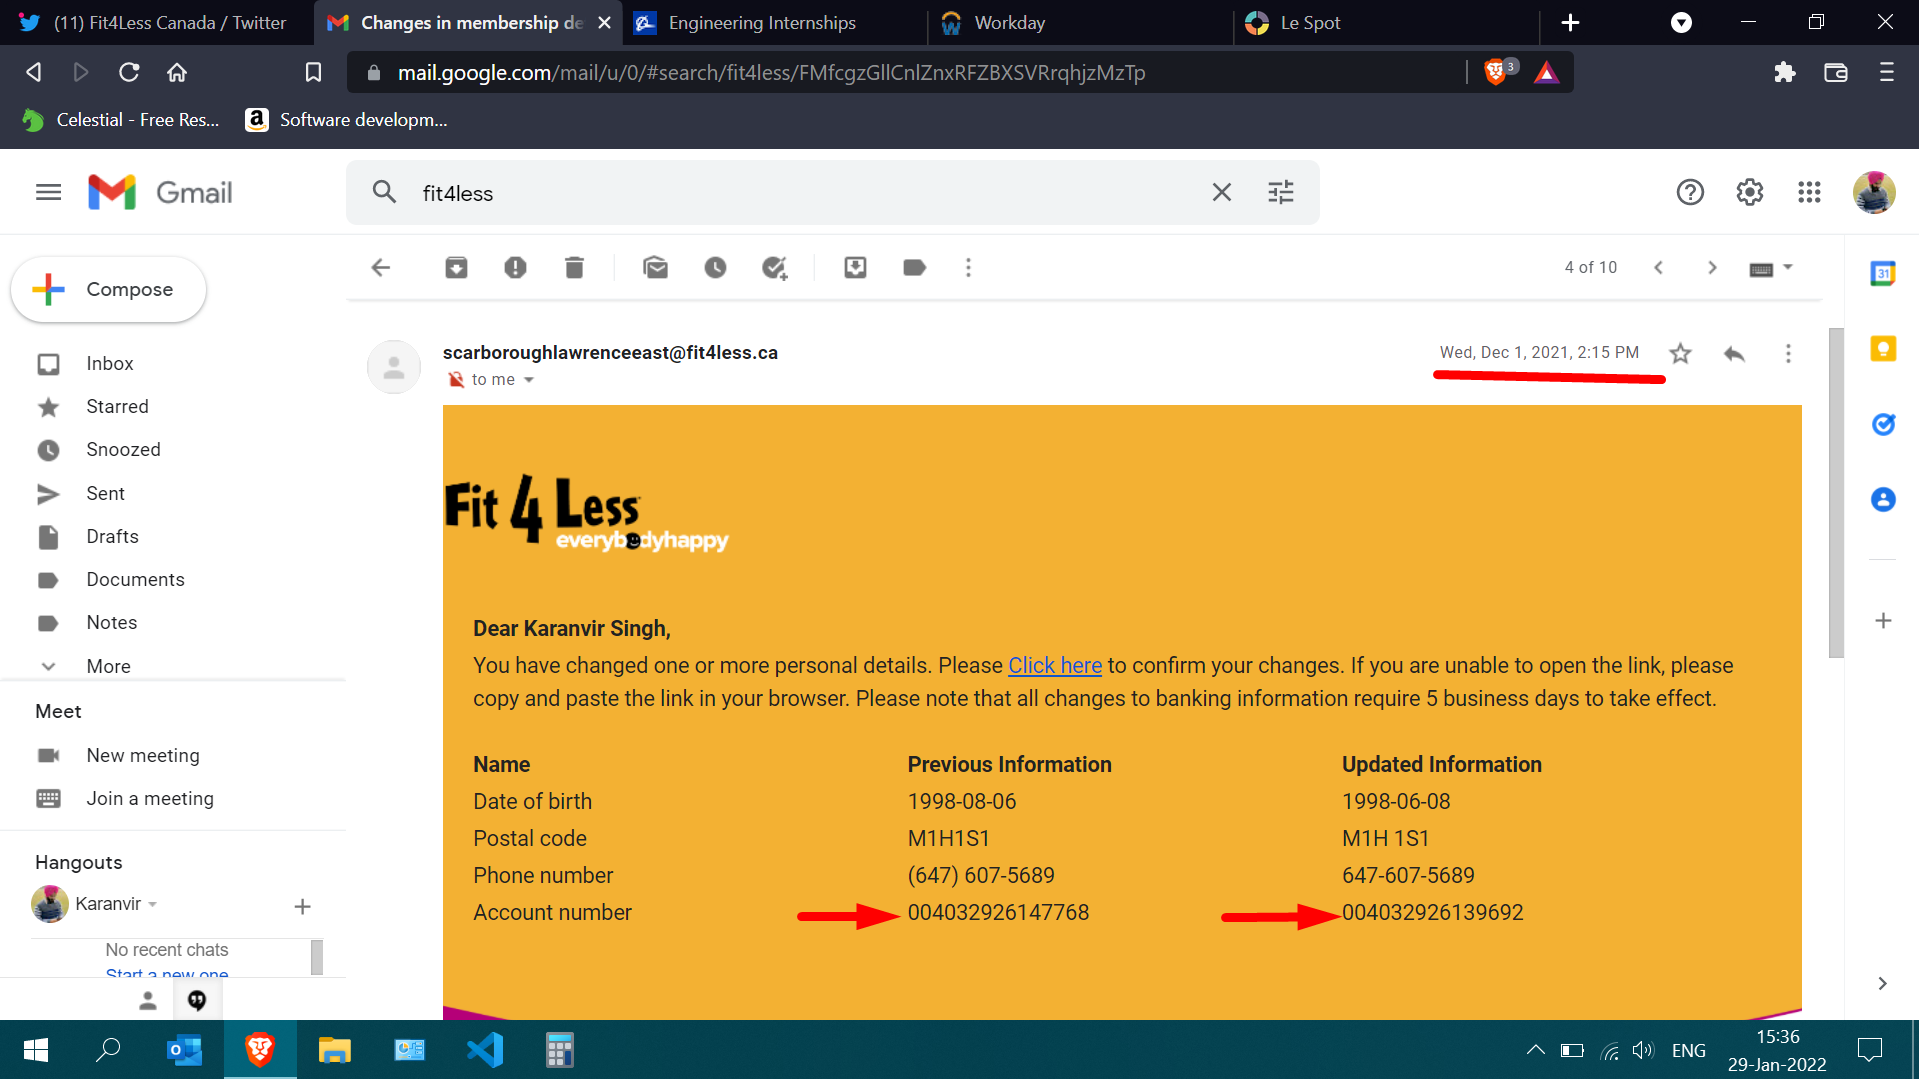 (11) Fit4Less Canada / Twitter
Changes in membership de
Engineering Internships
Workday
Le Spot
mail.google.com/mail/u/0/#search/fit4less/FMfcgzGllCnlZnxRFZBXSVRrqhjzMzTp
3
Celestial - Free Res...
Software developm...
Gmail
fit4less
Compose
4 of 10
31
Inbox
Starred
Snoozed
Sent
Drafts
Documents
Notes
More
Meet
New meeting
Join a meeting
Hangouts
Karanvir
No recent chats
Start a new one
scarboroughlawrenceeast@fit4less.ca
Wed, Dec 1, 2021, 2:15 PM
to me
Fit 4 Less
everybodyhappy
Dear Karanvir Singh,
You have changed one or more personal details. Please Click here to confirm your changes. If you are unable to open the link, please
copy and paste the link in your browser. Please note that all changes to banking information require 5 business days to take effect.
Name Previous Information Updated Information
Date of birth 1998-08-06 1998-06-08
Postal code M1H1S1 M1H 1S1
Phone number (647) 607-5689 647-607-5689
Account number 004032926147768 004032926139692
ENG
15:36
29-Jan-2022